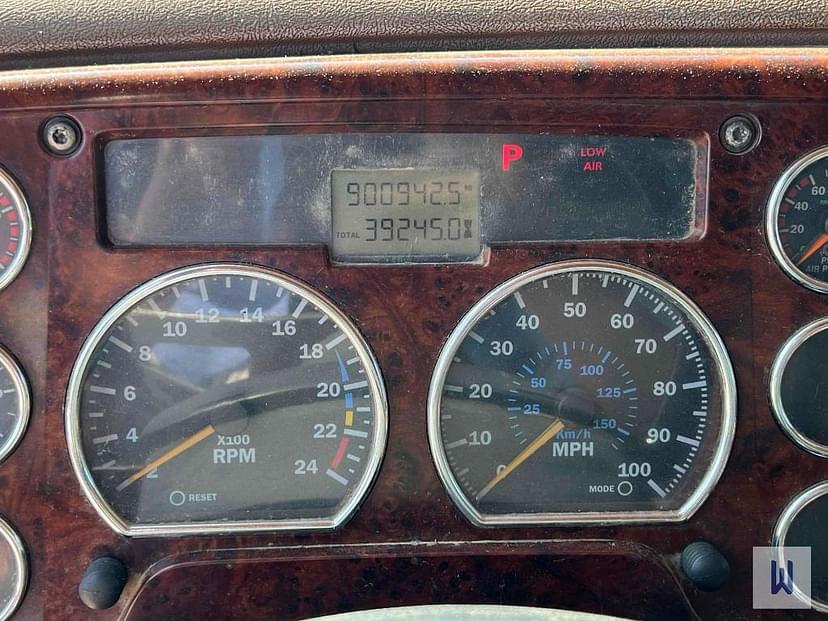 P LOW
AIR
900942.5
TOTAL 39245.0
2 4 6 8 10 12 14 16 18 20 22 24
X100
RPM
RESET
0 10 20 30 40 50 60 70 80 90 100
25 50 75 100 125 150
Km/h
MPH
MODE
60
40
20
W